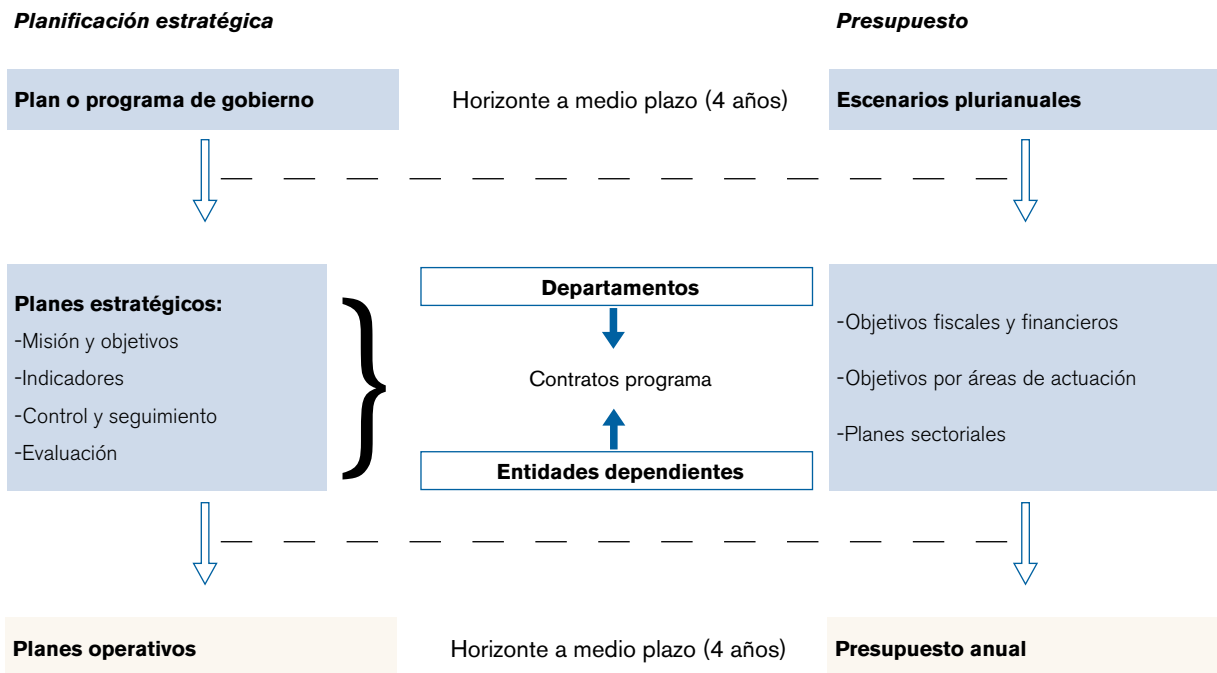 Planificación estratégica
Presupuesto
Plan o programa de gobierno
Horizonte a medio plazo (4 años)
Escenarios plurianuales
Planes estratégicos:
-Misión y objetivos
-Indicadores
-Control y seguimiento
-Evaluación
Departamentos
Contratos programa
Entidades dependientes
-Objetivos fiscales y financieros
-Objetivos por áreas de actuación
-Planes sectoriales
Planes operativos
Horizonte a medio plazo (4 años)
Presupuesto anual